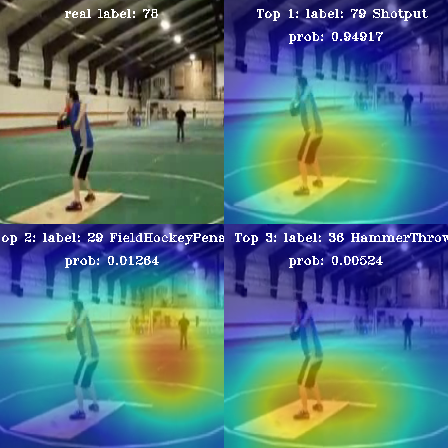 real label: 78
Top 1: label: 79 Shotput
prob: 0.94917
op 2: label: 29 FieldHockeyPena
prob: 0.01264
Top 3: label: 36 HammerThrow
prob: 0.00524